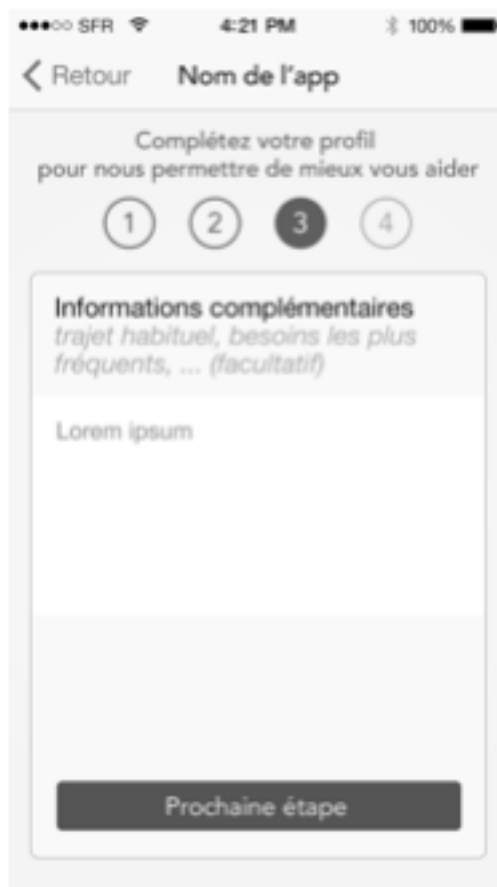 SFR 4:21 PM 100%
Retour Nom de l'app
Complétez votre profil
pour nous permettre de mieux vous aider
1 2 3 4
Informations complémentaires
trajet habituel, besoins les plus
fréquents, ... (facultatif)
Lorem ipsum
Prochaine étape